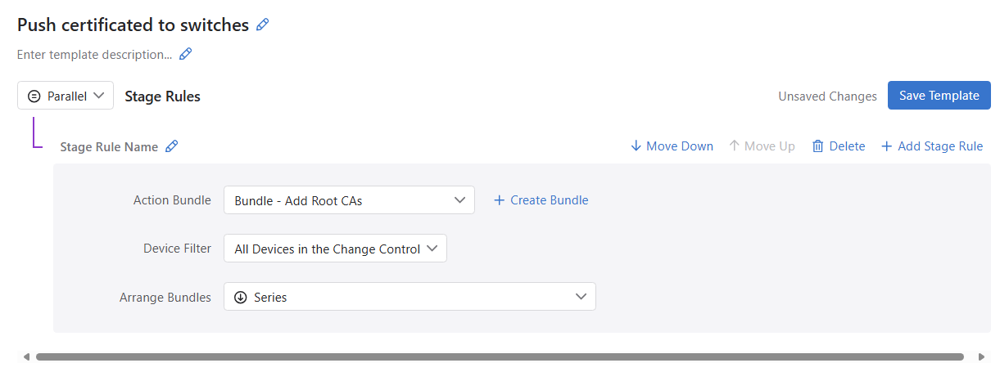 Push certificated to switches
Enter template description...
Parallel Stage Rules Unsaved Changes Save Template
Stage Rule Name Move Down Move Up Delete Add Stage Rule
Action Bundle Bundle - Add Root CAs Create Bundle
Device Filter All Devices in the Change Control
Arrange Bundles Series